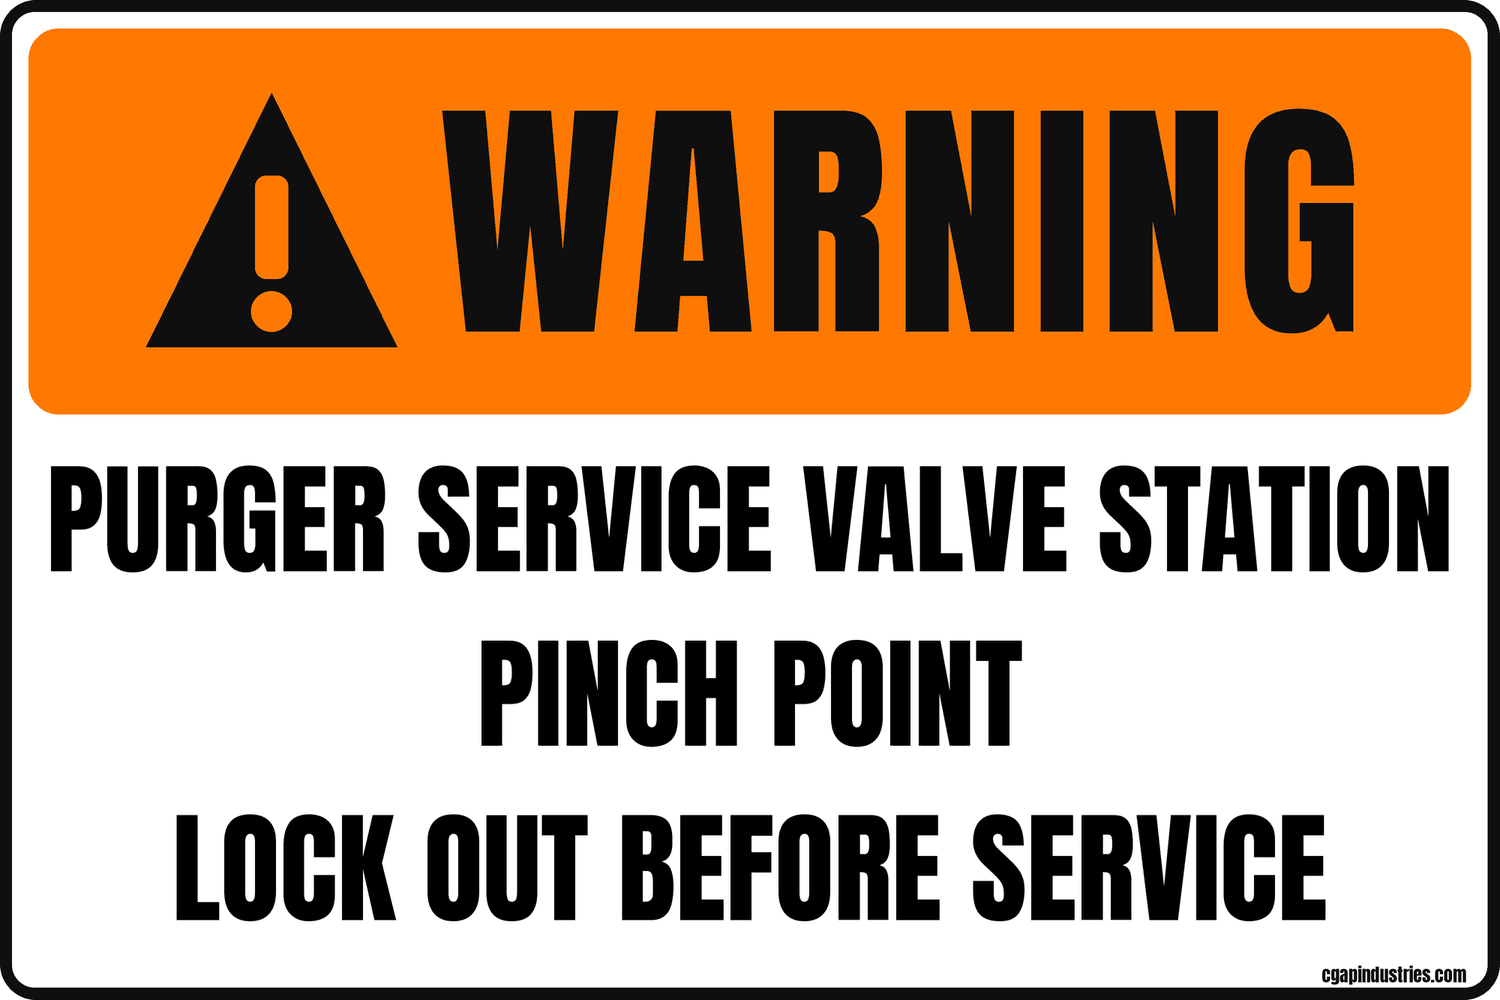 WARNING
PURGER SERVICE VALVE STATION
PINCH POINT
LOCK OUT BEFORE SERVICE
cgapindustries.com